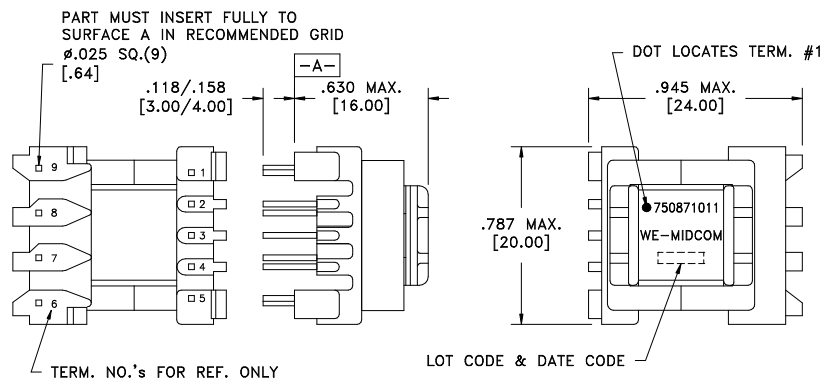 PART MUST INSERT FULLY TO
SURFACE A IN RECOMMENDED GRID
ø.025 SQ.(9)
[.64]
-A-
.118/.158
[3.00/4.00]
.630 MAX.
[16.00]
DOT LOCATES TERM. #1
.945 MAX.
[24.00]
9
8
7
6
1
2
3
4
5
.787 MAX.
[20.00]
750871011
WE-MIDCOM
TERM. NO.'s FOR REF. ONLY
LOT CODE & DATE CODE